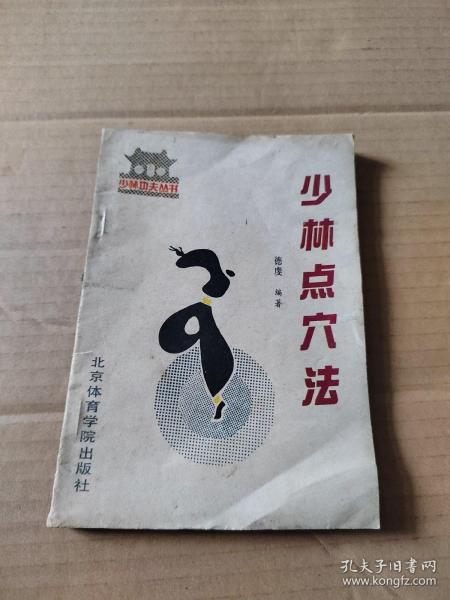 少林功夫丛书
少林点穴法
德虔 编著
北京体育学院出版社
孔夫子旧书网
www.kongfz.com